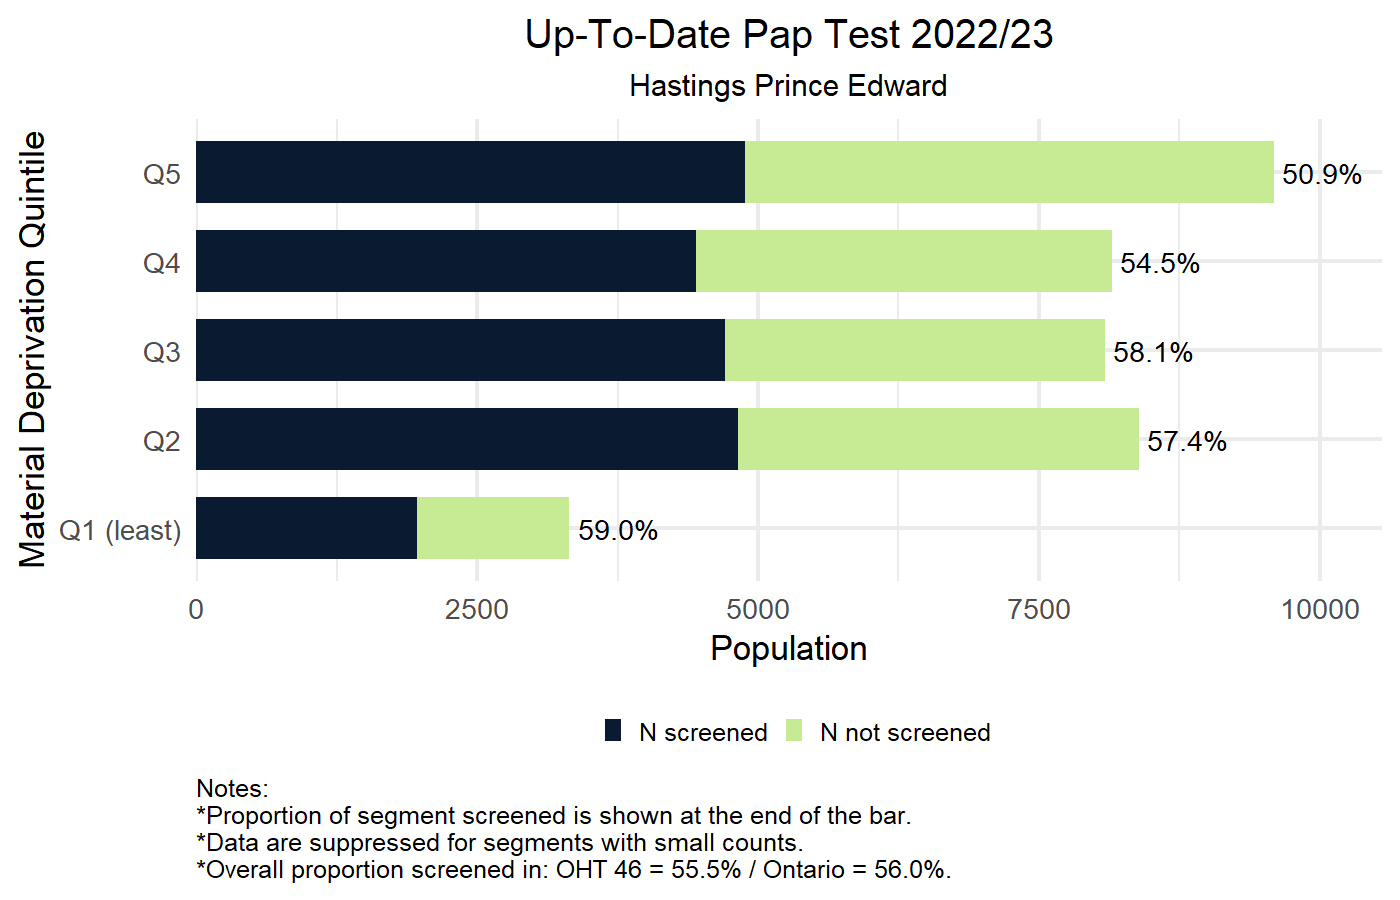 Up-To-Date Pap Test 2022/23
Hastings Prince Edward
Material Deprivation Quintile
Q5
50.9%
Q4
54.5%
Q3
58.1%
Q2
57.4%
Q1 (least)
59.0%
0 2500 5000 7500 10000
Population
N screened N not screened
Notes:
*Proportion of segment screened is shown at the end of the bar.
*Data are suppressed for segments with small counts.
*Overall proportion screened in: OHT 46 = 55.5% / Ontario = 56.0%.